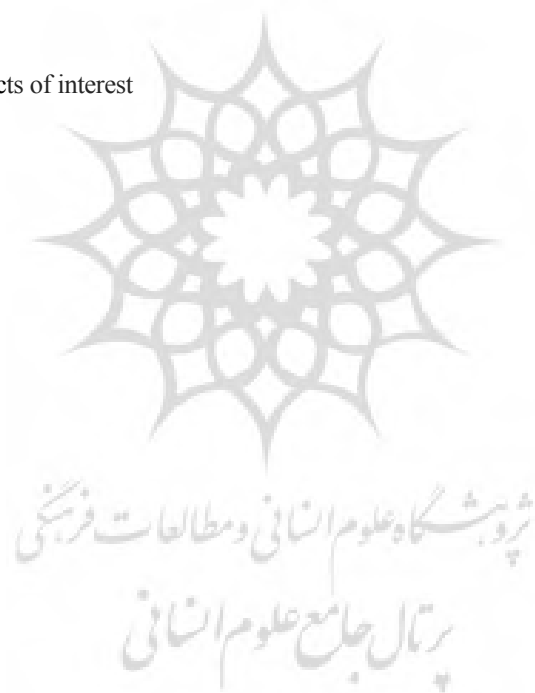 cts of interest
پژوهشگاه علوم انسانی و مطالعات فرهنگی
پرتال جامع علوم انسانی